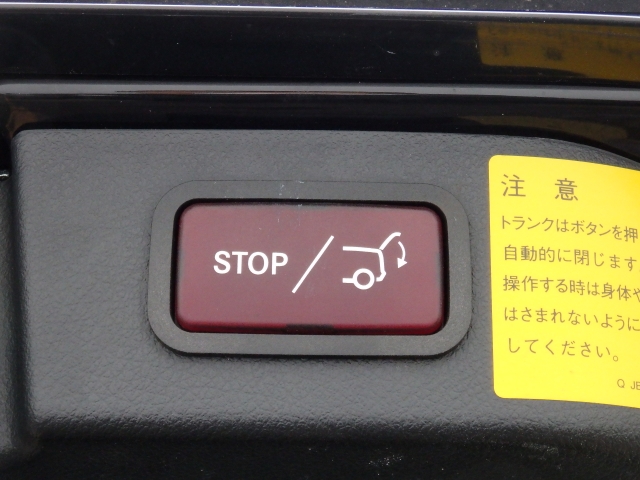 STOP
注 意
トランクはボタンを押
自動的に閉じます
操作する時は身体や
はさまれないように
してください。
Q JE